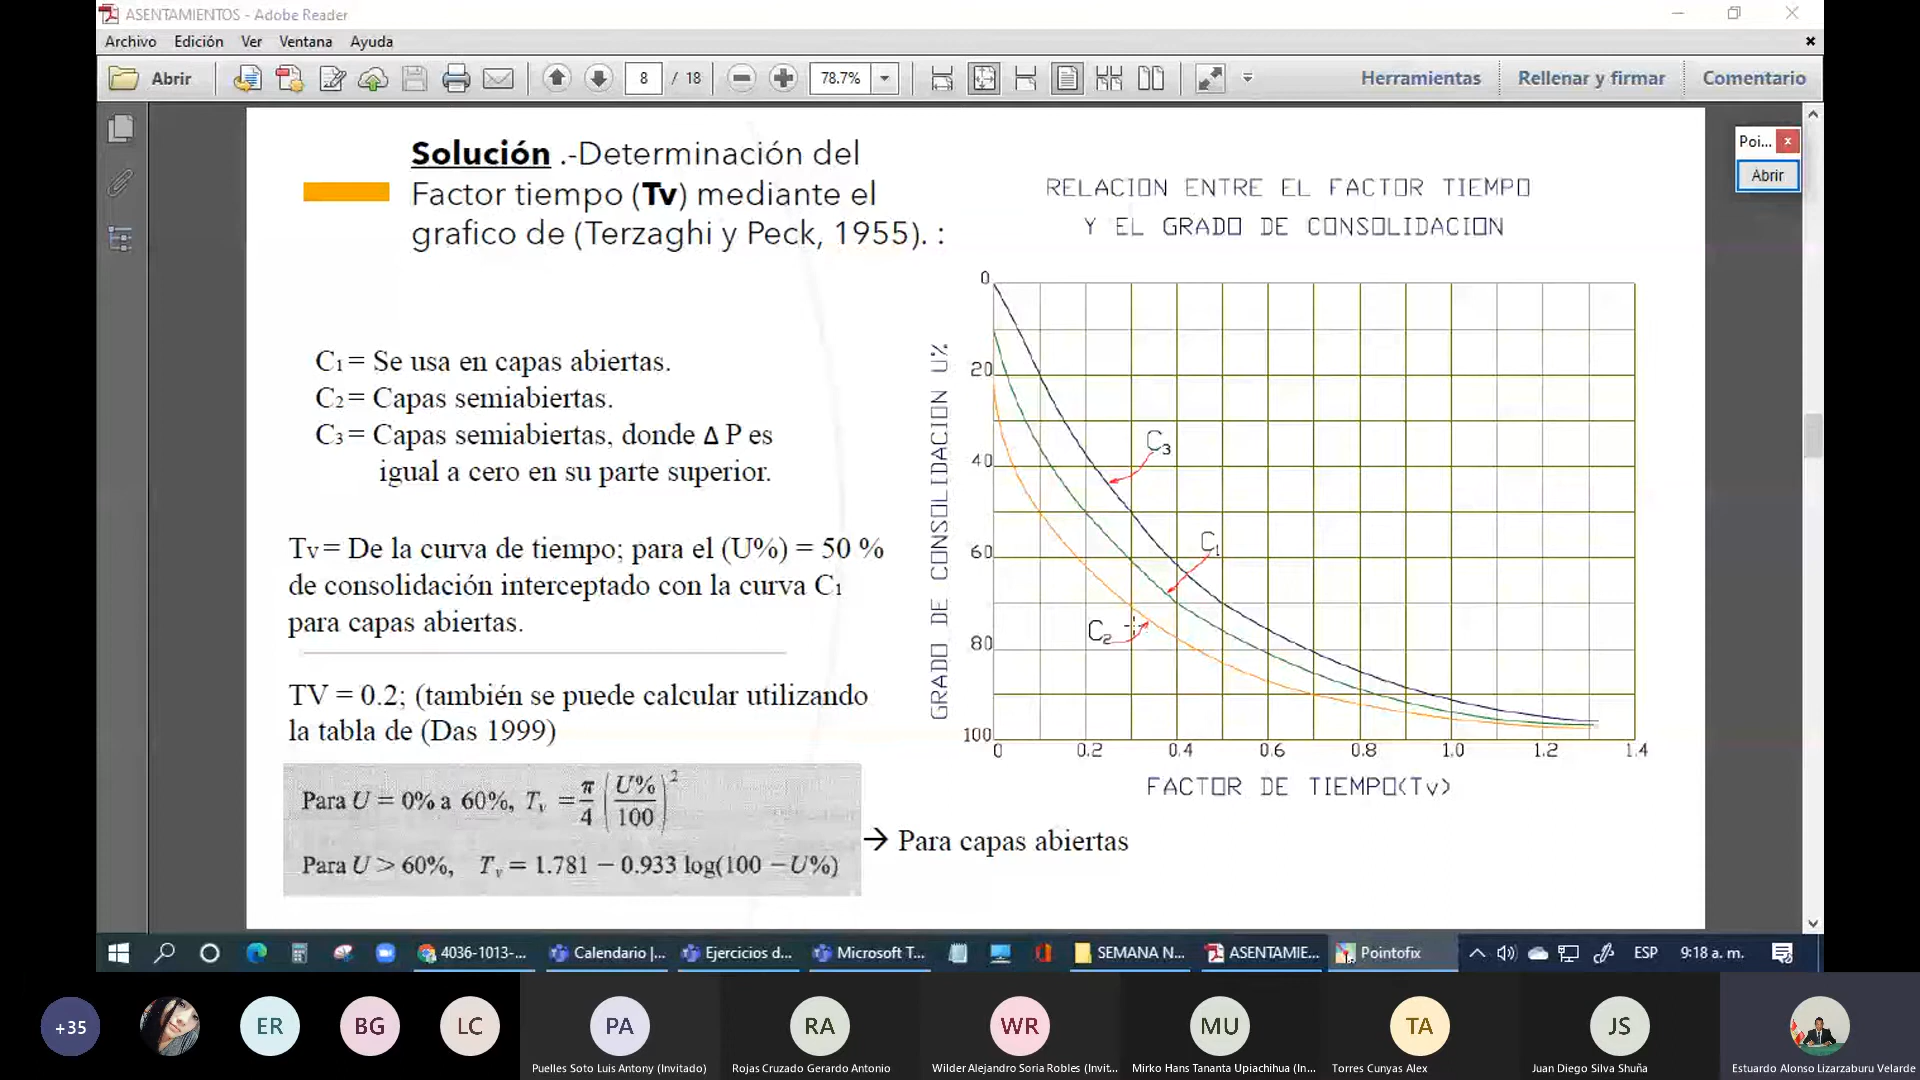 ASENTAMIENTOS - Adobe Reader
Archivo Edición Ver Ventana Ayuda
Abrir 8 / 18 78.7% Herramientas Rellenar y firmar Comentario
Poi...
Abrir
Solución .-Determinación del
Factor tiempo (Tv) mediante el
grafico de (Terzaghi y Peck, 1955). :
C1 = Se usa en capas abiertas.
C2 = Capas semiabiertas.
C3 = Capas semiabiertas, donde Δ P es
igual a cero en su parte superior.
Tv = De la curva de tiempo; para el (U%) = 50 %
de consolidación interceptado con la curva C1
para capas abiertas.
TV = 0.2; (también se puede calcular utilizando
la tabla de (Das 1999)
Para U = 0% a 60%, Tv = π/4 (U%/100)²
Para U > 60%, Tv = 1.781 − 0.933 log(100 − U%)
→ Para capas abiertas
RELACION ENTRE EL FACTOR TIEMPO
Y EL GRADO DE CONSOLIDACION
GRADO DE CONSOLIDACION U%
0
20
40
60
80
100
C3
C1
C2
0 0.2 0.4 0.6 0.8 1.0 1.2 1.4
FACTOR DE TIEMPO(Tv)
4036-1013-... Calendario |... Ejercicios d... Microsoft T... SEMANA N... ASENTAMIE... Pointofix ESP 9:18 a. m.
+35 ER BG LC PA RA WR MU TA JS
Puelles Soto Luis Antony (Invitado) Rojas Cruzado Gerardo Antonio Wilder Alejandro Soria Robles (Invit... Mirko Hans Tananta Upiachihua (In... Torres Cunyas Alex Juan Diego Silva Shuña Estuardo Alonso Lizarzaburu Velarde